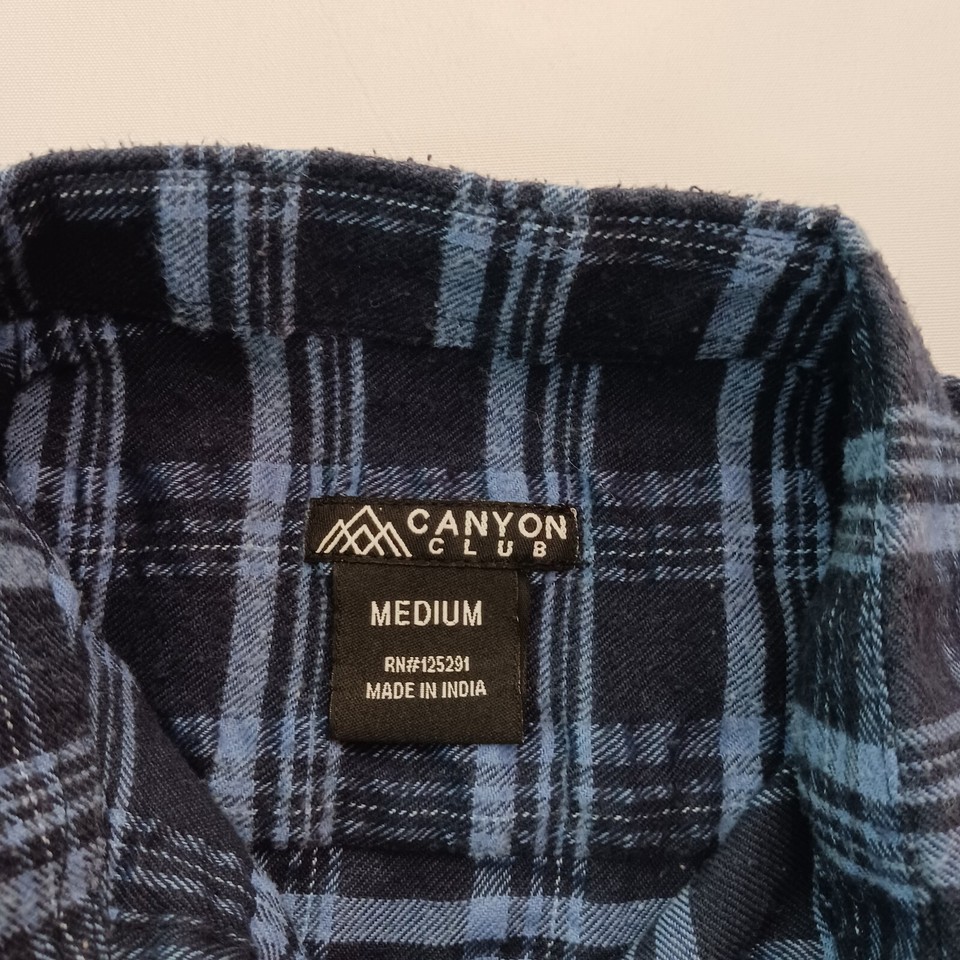 CANYON
CLUB
MEDIUM
RN#125291
MADE IN INDIA